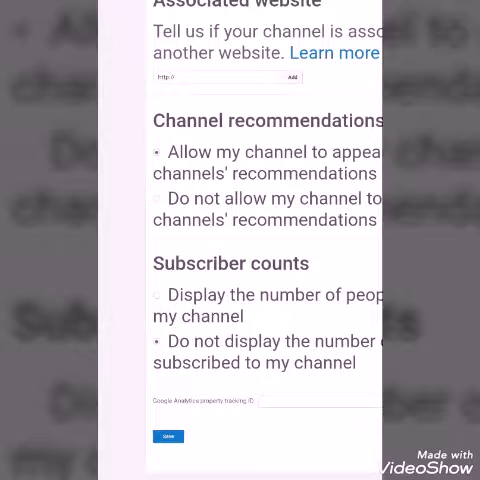 Associated website
Tell us if your channel is asso
another website. Learn more
http:// Add
Channel recommendations
Allow my channel to appea
channels' recommendations
Do not allow my channel to
channels' recommendations
Subscriber counts
Display the number of peop
my channel
Do not display the number
subscribed to my channel
Google Analytics property tracking ID:
Save
Made with
VideoShow